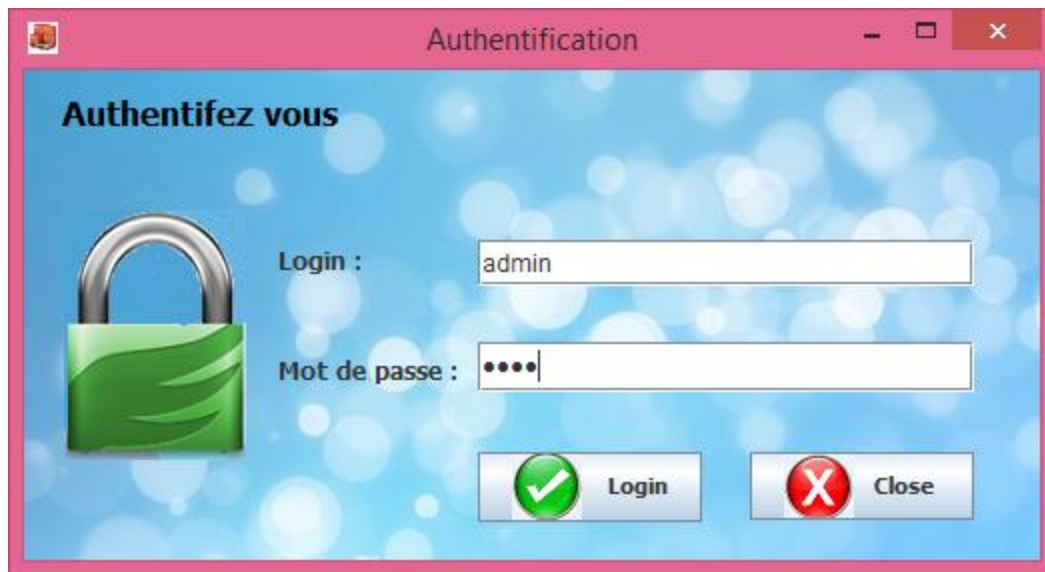 Authentification
Authentifez vous
Login :
admin
Mot de passe :
••••
Login
Close